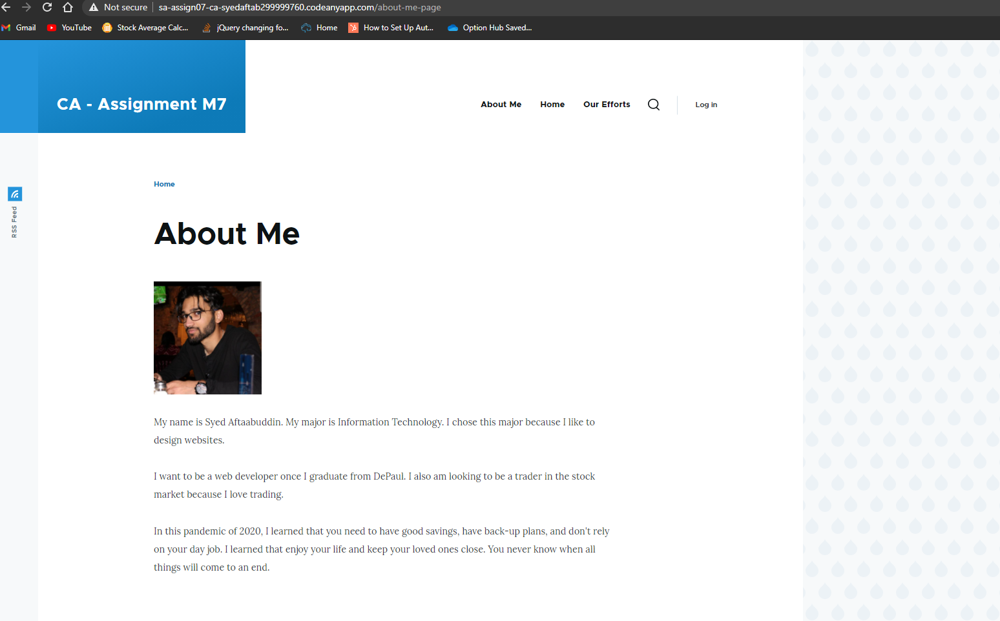 Not secure
sa-assign07-ca-syedaftab299999760.codeanyapp.com/about-me-page
Gmail
YouTube
Stock Average Calc...
jQuery changing fo...
Home
How to Set Up Aut...
Option Hub Saved...
CA - Assignment M7
About Me
Home
Our Efforts
Log in
RSS Feed
Home
About Me
My name is Syed Aftaabuddin. My major is Information Technology. I chose this major because I like to
design websites.
I want to be a web developer once I graduate from DePaul. I also am looking to be a trader in the stock
market because I love trading.
In this pandemic of 2020, I learned that you need to have good savings, have back-up plans, and don't rely
on your day job. I learned that enjoy your life and keep your loved ones close. You never know when all
things will come to an end.